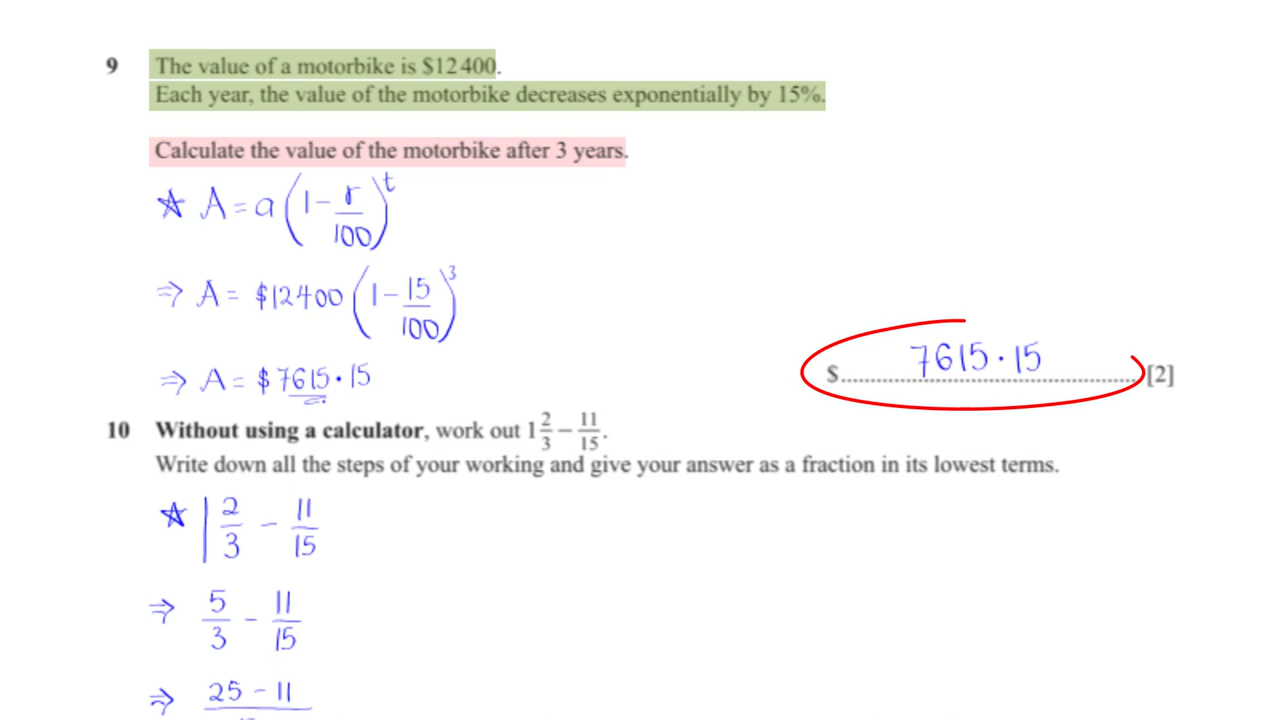 9 The value of a motorbike is $12 400.
Each year, the value of the motorbike decreases exponentially by 15%.
Calculate the value of the motorbike after 3 years.
☆ A = a(1 - r/100)^t
⇒ A = $12400(1 - 15/100)^3
⇒ A = $7615.15
$ 7615.15 [2]
10 Without using a calculator, work out 1 2/3 - 11/15.
Write down all the steps of your working and give your answer as a fraction in its lowest terms.
☆ 1 2/3 - 11/15
⇒ 5/3 - 11/15
⇒ 25 - 11